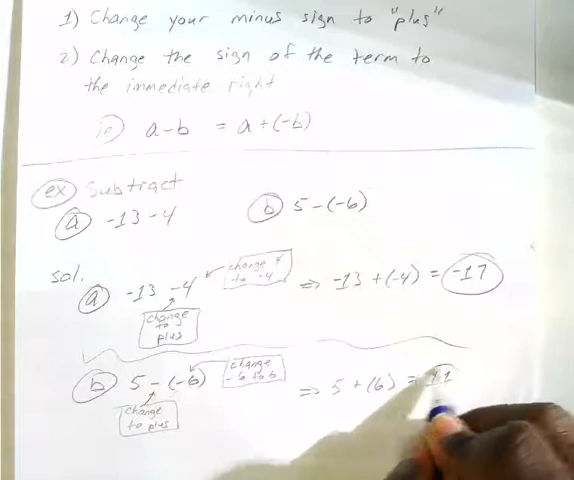 1) Change your minus sign to "plus"
2) Change the sign of the term to
the immediate right
ie) a-b = a+(-b)
ex) Subtract
a) -13 -4
b) 5-(-6)
sol.
a) -13 -4
change 4
to -4
⇒ -13 +(-4) = -17
change
to
plus
b) 5 - (-6)
change
-6 to 6
⇒ 5 + (6) = 11
change
to plus